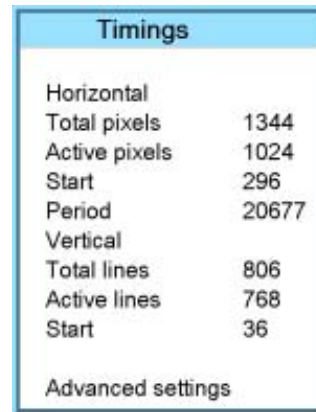 Timings
Horizontal
Total pixels 1344
Active pixels 1024
Start 296
Period 20677
Vertical
Total lines 806
Active lines 768
Start 36
Advanced settings